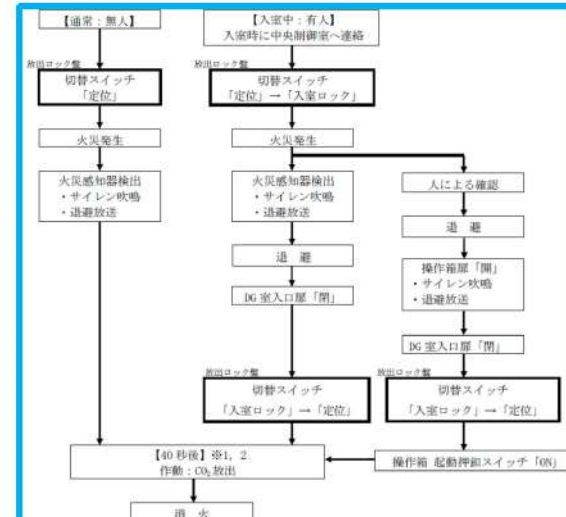 【通常：無人】
放出ロック盤
切替スイッチ
「定位」
火災発生
火災感知器検出
・サイレン吹鳴
・退避放送
【入室中：有人】
入室時に中央制御室へ連絡
放出ロック盤
切替スイッチ
「定位」→「入室ロック」
火災発生
火災感知器検出
・サイレン吹鳴
・退避放送
退　避
DG室入口扉「閉」
放出ロック盤
切替スイッチ
「入室ロック」→「定位」
人による確認
退　避
操作箱扉「開」
・サイレン吹鳴
・退避放送
DG室入口扉「閉」
放出ロック盤
切替スイッチ
「入室ロック」→「定位」
操作箱 起動押釦スイッチ「ON」
【40秒後】※1, 2
作動：CO₂放出
消　火